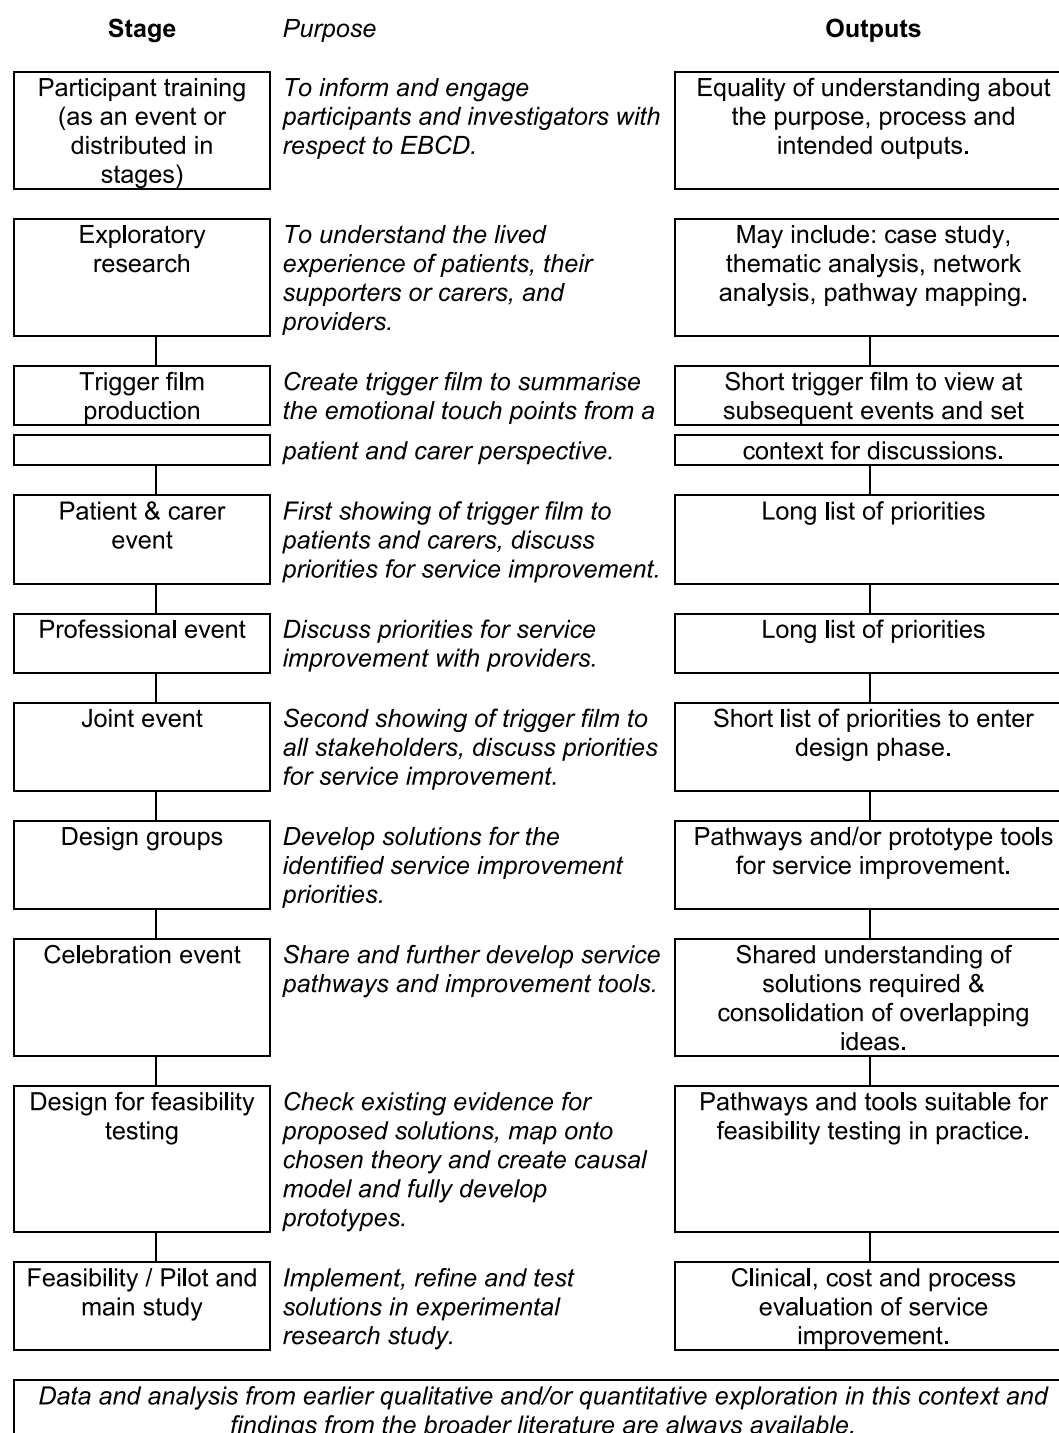 Stage
Purpose
Outputs
Participant training
(as an event or
distributed in
stages)
To inform and engage
participants and investigators with
respect to EBCD.
Equality of understanding about
the purpose, process and
intended outputs.
Exploratory
research
To understand the lived
experience of patients, their
supporters or carers, and
providers.
May include: case study,
thematic analysis, network
analysis, pathway mapping.
Trigger film
production
Create trigger film to summarise
the emotional touch points from a
patient and carer perspective.
Short trigger film to view at
subsequent events and set
context for discussions.
Patient & carer
event
First showing of trigger film to
patients and carers, discuss
priorities for service improvement.
Long list of priorities
Professional event
Discuss priorities for service
improvement with providers.
Long list of priorities
Joint event
Second showing of trigger film to
all stakeholders, discuss priorities
for service improvement.
Short list of priorities to enter
design phase.
Design groups
Develop solutions for the
identified service improvement
priorities.
Pathways and/or prototype tools
for service improvement.
Celebration event
Share and further develop service
pathways and improvement tools.
Shared understanding of
solutions required &
consolidation of overlapping
ideas.
Design for feasibility
testing
Check existing evidence for
proposed solutions, map onto
chosen theory and create causal
model and fully develop
prototypes.
Pathways and tools suitable for
feasibility testing in practice.
Feasibility / Pilot and
main study
Implement, refine and test
solutions in experimental
research study.
Clinical, cost and process
evaluation of service
improvement.
Data and analysis from earlier qualitative and/or quantitative exploration in this context and
findings from the broader literature are always available.